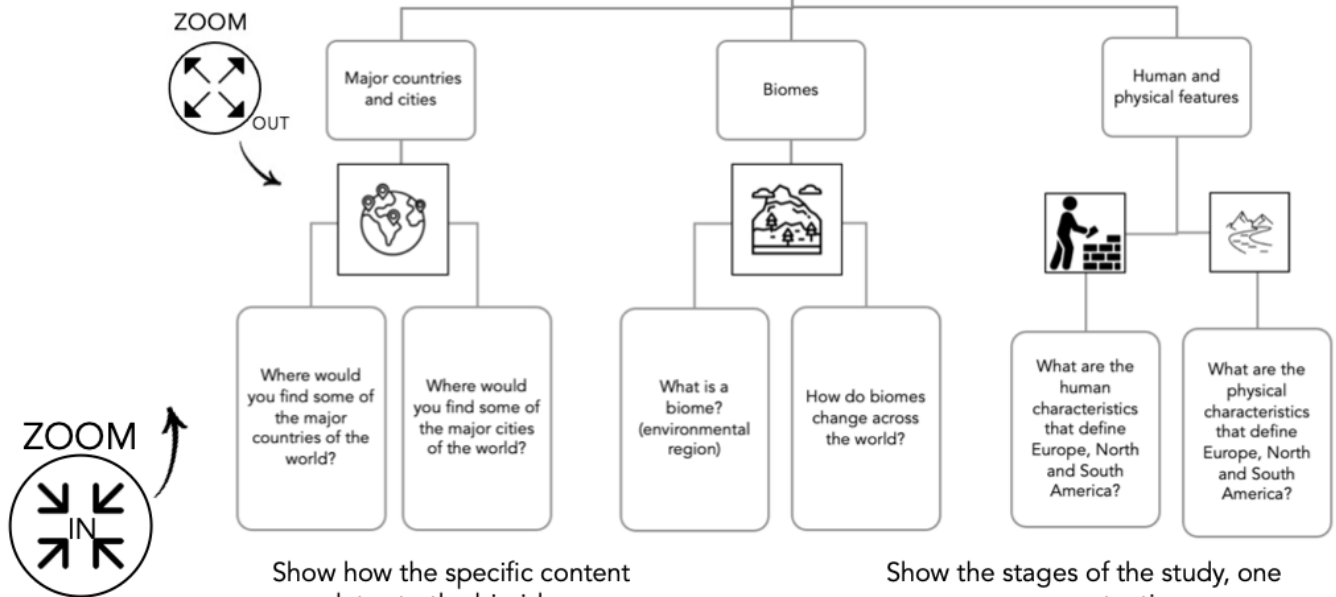 ZOOM
OUT
Major countries
and cities
Biomes
Human and
physical features
Where would
you find some of
the major
countries of the
world?
Where would
you find some of
the major cities
of the world?
What is a
biome?
(environmental
region)
How do biomes
change across
the world?
What are the
human
characteristics
that define
Europe, North
and South
America?
What are the
physical
characteristics
that define
Europe, North
and South
America?
ZOOM
IN
Show how the specific content
Show the stages of the study, one